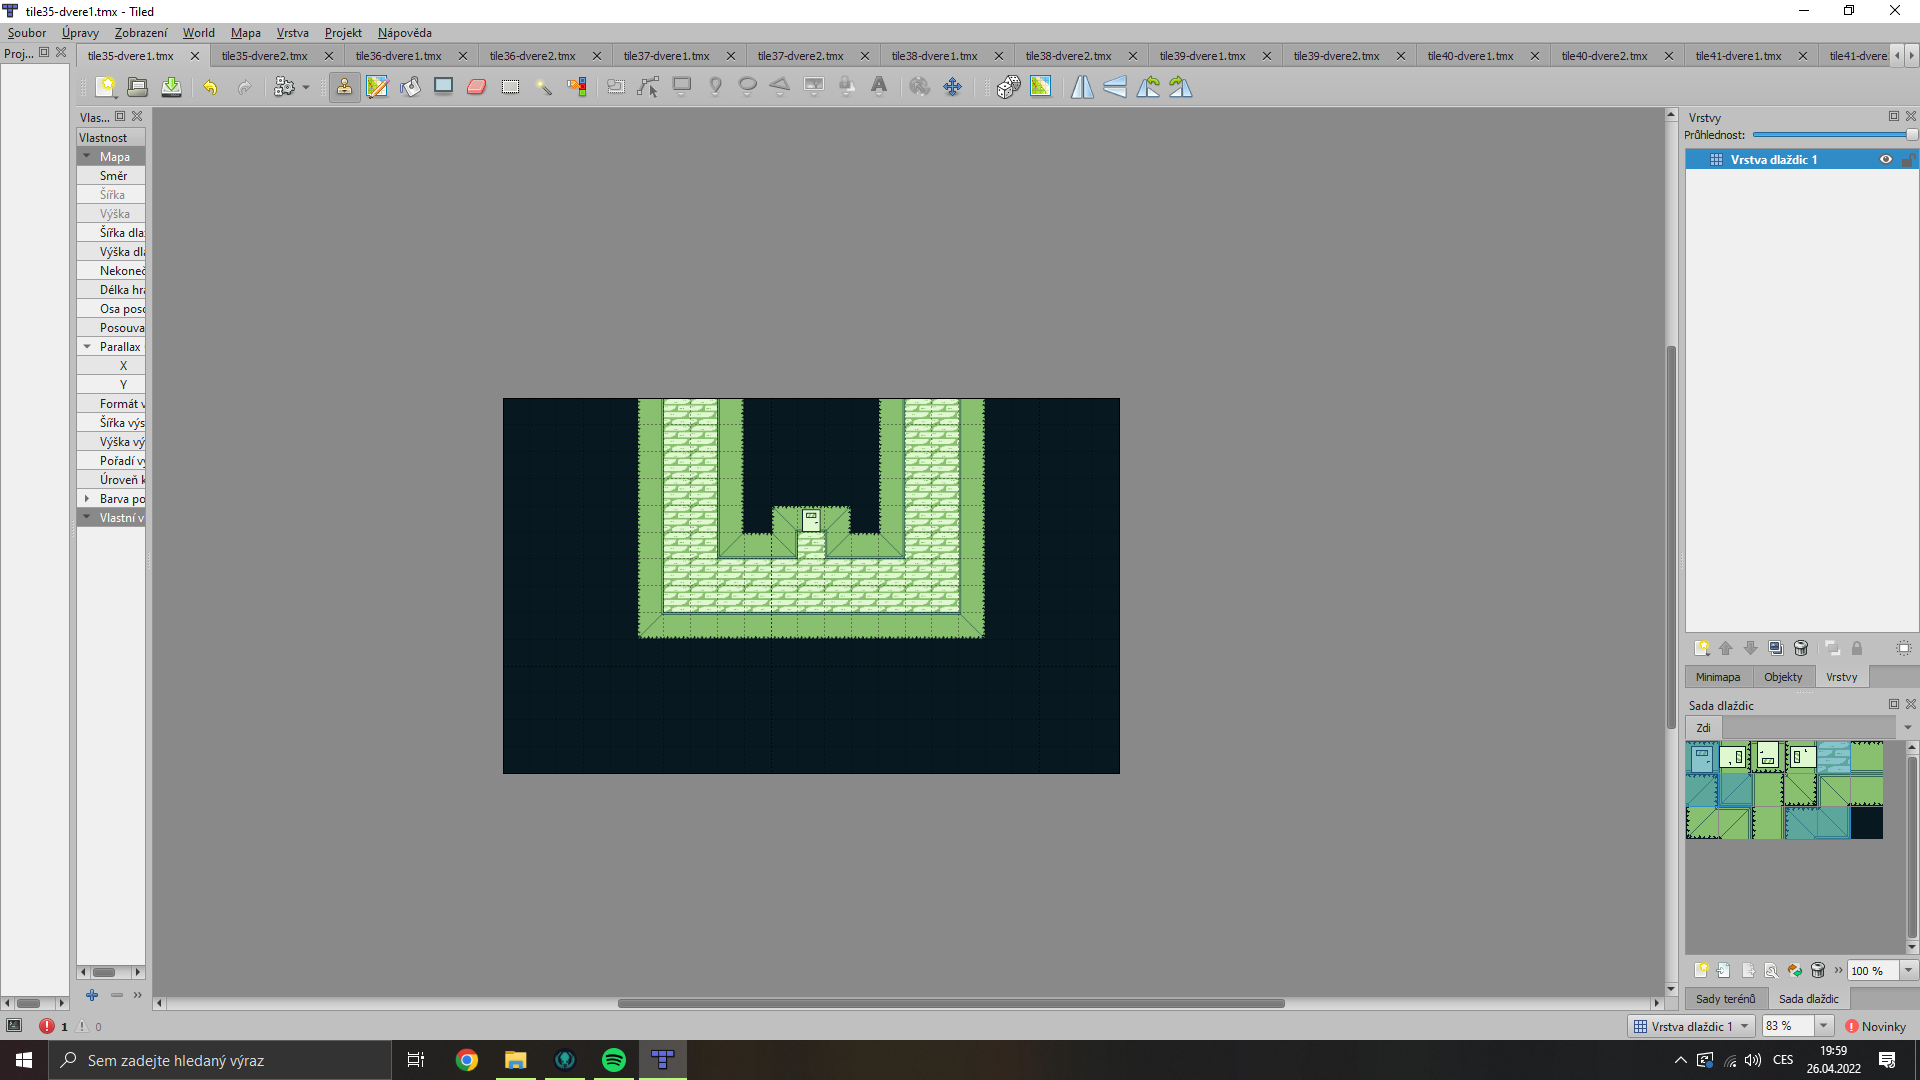 tile35-dvere1.tmx - Tiled
Soubor Úpravy Zobrazení World Mapa Vrstva Projekt Nápověda
Proj... tile35-dvere1.tmx tile35-dvere2.tmx tile36-dvere1.tmx tile36-dvere2.tmx tile37-dvere1.tmx tile37-dvere2.tmx tile38-dvere1.tmx tile38-dvere2.tmx tile39-dvere1.tmx tile39-dvere2.tmx tile40-dvere1.tmx tile40-dvere2.tmx tile41-dvere1.tmx tile41-dvere
Vlas...
Vlastnost
Mapa
Směr
Šířka
Výška
Šířka dla
Výška dla
Nekoneč
Délka hra
Osa poso
Posouva
Parallax
X
Y
Formát v
Šířka výs
Výška vý
Pořadí vy
Úroveň k
Barva po
Vlastní v
Vrstvy
Průhlednost:
Vrstva dlaždic 1
Minimapa Objekty Vrstvy
Sada dlaždic
Zdi
100 %
Sady terénů Sada dlaždic
1 0
Vrstva dlaždic 1 83 % Novinky
Sem zadejte hledaný výraz
CES
19:59
26.04.2022